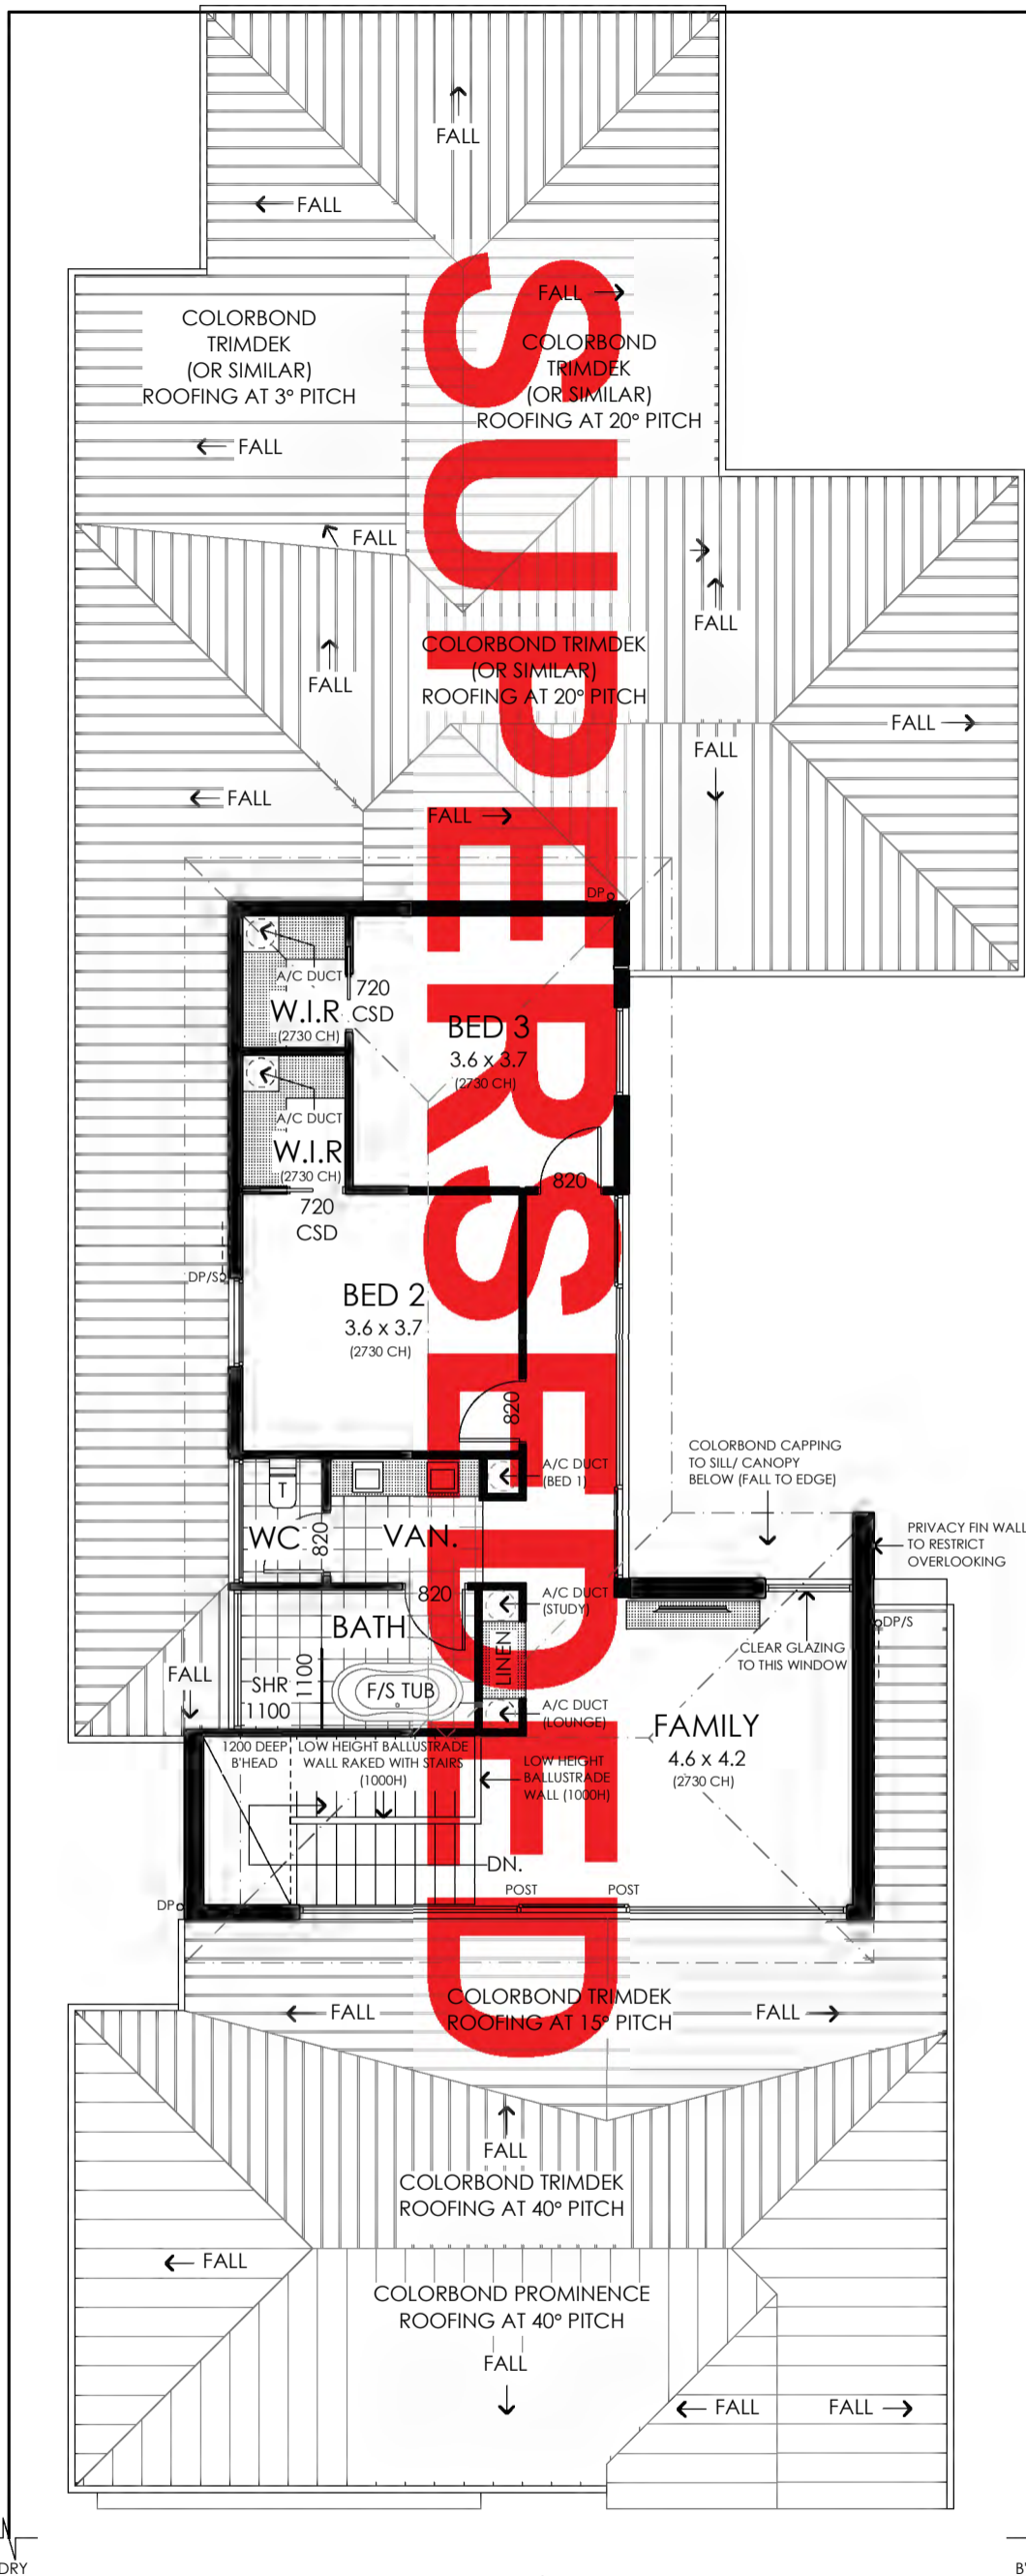 FALL
FALL
FALL
COLORBOND
TRIMDEK
(OR SIMILAR)
ROOFING AT 3° PITCH
COLORBOND
TRIMDEK
(OR SIMILAR)
ROOFING AT 20° PITCH
FALL
FALL
FALL
COLORBOND TRIMDEK
(OR SIMILAR)
ROOFING AT 20° PITCH
FALL
FALL
FALL
FALL
FALL
SUPERSEDED
DP
A/C DUCT
W.I.R
(2730 CH)
720
CSD
BED 3
3.6 x 3.7
(2730 CH)
A/C DUCT
W.I.R
(2730 CH)
820
720
CSD
DP/S
BED 2
3.6 x 3.7
(2730 CH)
820
COLORBOND CAPPING
TO SILL/ CANOPY
BELOW (FALL TO EDGE)
A/C DUCT
(BED 1)
T
WC
820
VAN.
PRIVACY FIN WALL
TO RESTRICT
OVERLOOKING
820
A/C DUCT
(STUDY)
BATH
DP/S
LINEN
CLEAR GLAZING
TO THIS WINDOW
FALL
SHR
1100
1100
F/S TUB
A/C DUCT
(LOUNGE)
FAMILY
4.6 x 4.2
(2730 CH)
1200 DEEP
B'HEAD
LOW HEIGHT BALLUSTRADE
WALL RAKED WITH STAIRS
(1000H)
LOW HEIGHT
BALLUSTRADE
WALL (1000H)
DN.
POST
POST
DP
COLORBOND TRIMDEK
ROOFING AT 15° PITCH
FALL
FALL
FALL
COLORBOND TRIMDEK
ROOFING AT 40° PITCH
FALL
COLORBOND PROMINENCE
ROOFING AT 40° PITCH
FALL
FALL
FALL